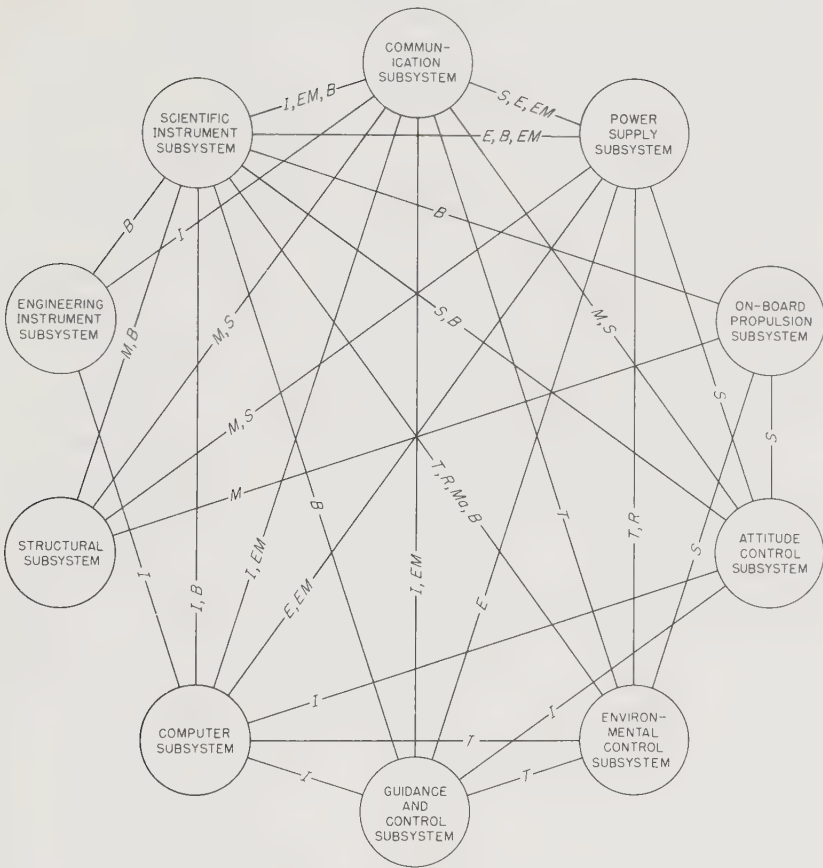 COMMUN-
ICATION
SUBSYSTEM
SCIENTIFIC
INSTRUMENT
SUBSYSTEM
I, EM, B
S, E, EM
POWER
SUPPLY
SUBSYSTEM
E, B, EM
B
I
B
ENGINEERING
INSTRUMENT
SUBSYSTEM
ON-BOARD
PROPULSION
SUBSYSTEM
M, B
M, S
S, B
M, S
M, S
S
S
M
B
T, R, Ma, B
T
T, R
STRUCTURAL
SUBSYSTEM
ATTITUDE
CONTROL
SUBSYSTEM
I
I, B
I, EM
E, EM
I, EM
E
S
I
I
COMPUTER
SUBSYSTEM
T
ENVIRON-
MENTAL
CONTROL
SUBSYSTEM
I
T
GUIDANCE
AND
CONTROL
SUBSYSTEM